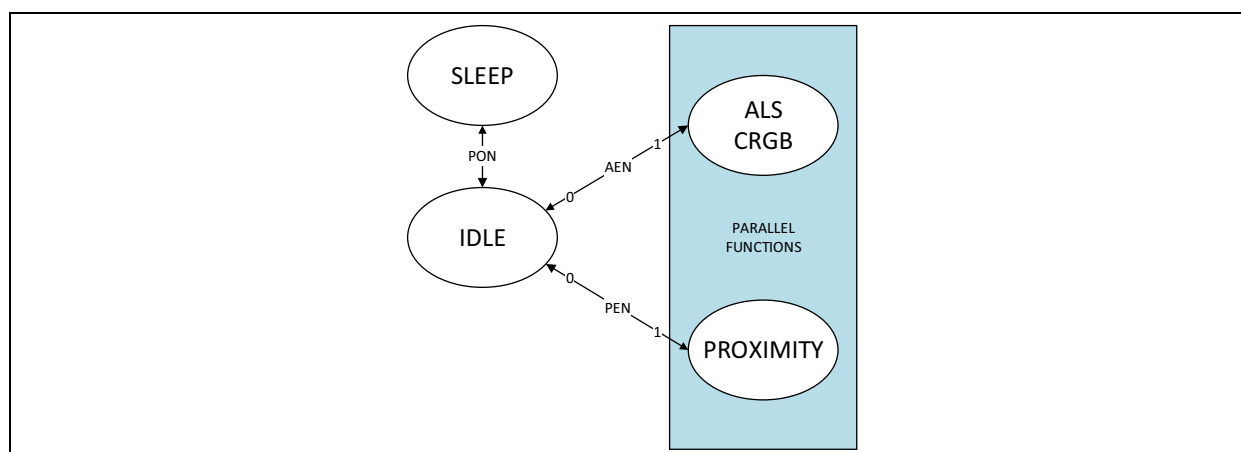 SLEEP
PON
IDLE
0
AEN
1
0
PEN
1
ALS
CRGB
PARALLEL
FUNCTIONS
PROXIMITY